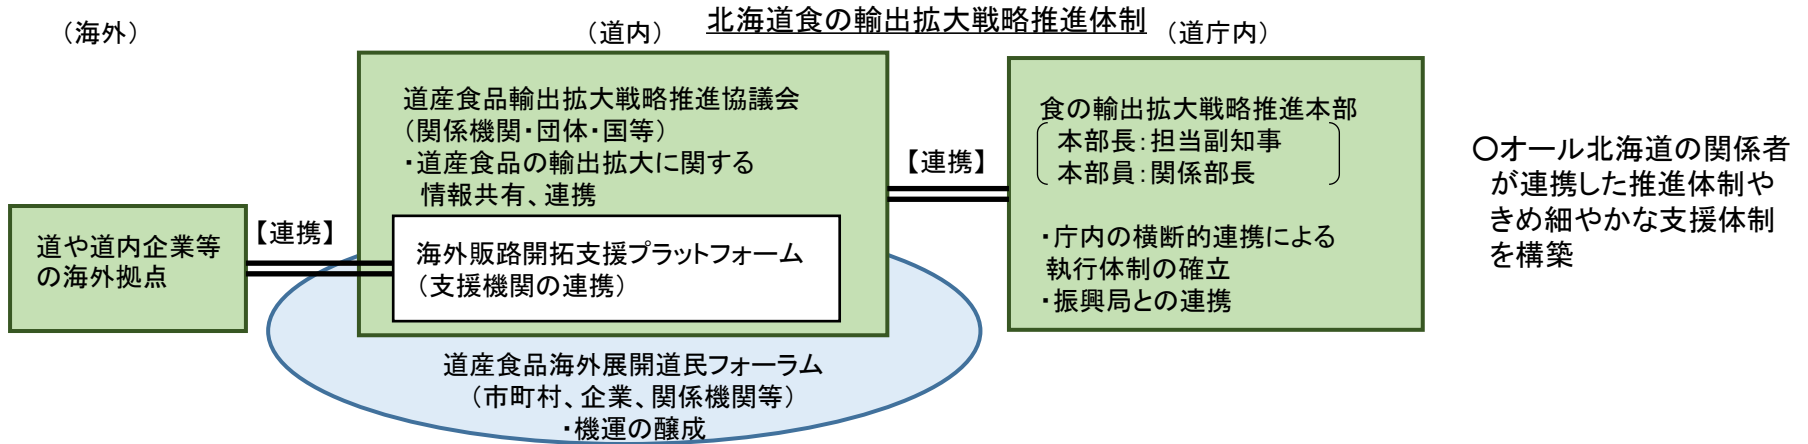 北海道食の輸出拡大戦略推進体制
（海外）
（道内）
（道庁内）
道産食品輸出拡大戦略推進協議会
（関係機関・団体・国等）
・道産食品の輸出拡大に関する
情報共有、連携
海外販路開拓支援プラットフォーム
（支援機関の連携）
道や道内企業等
の海外拠点
【連携】
【連携】
食の輸出拡大戦略推進本部
本部長：担当副知事
本部員：関係部長
・庁内の横断的連携による
執行体制の確立
・振興局との連携
道産食品海外展開道民フォーラム
（市町村、企業、関係機関等）
・機運の醸成
〇オール北海道の関係者
が連携した推進体制や
きめ細やかな支援体制
を構築